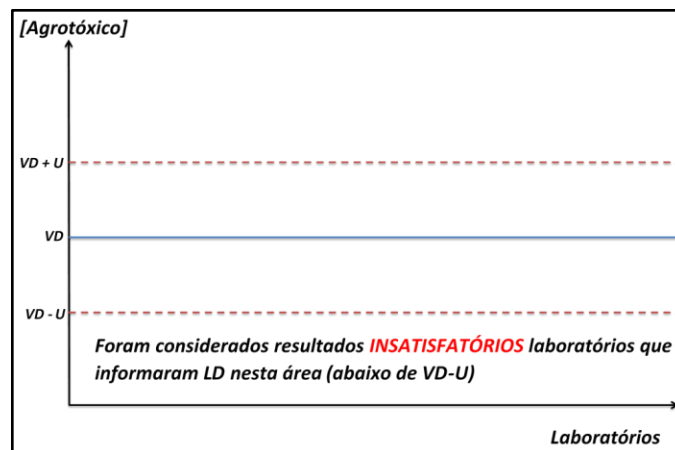 [Agrotóxico]
VD + U
VD
VD - U
Foram considerados resultados INSATISFATÓRIOS laboratórios que
informaram LD nesta área (abaixo de VD-U)
Laboratórios